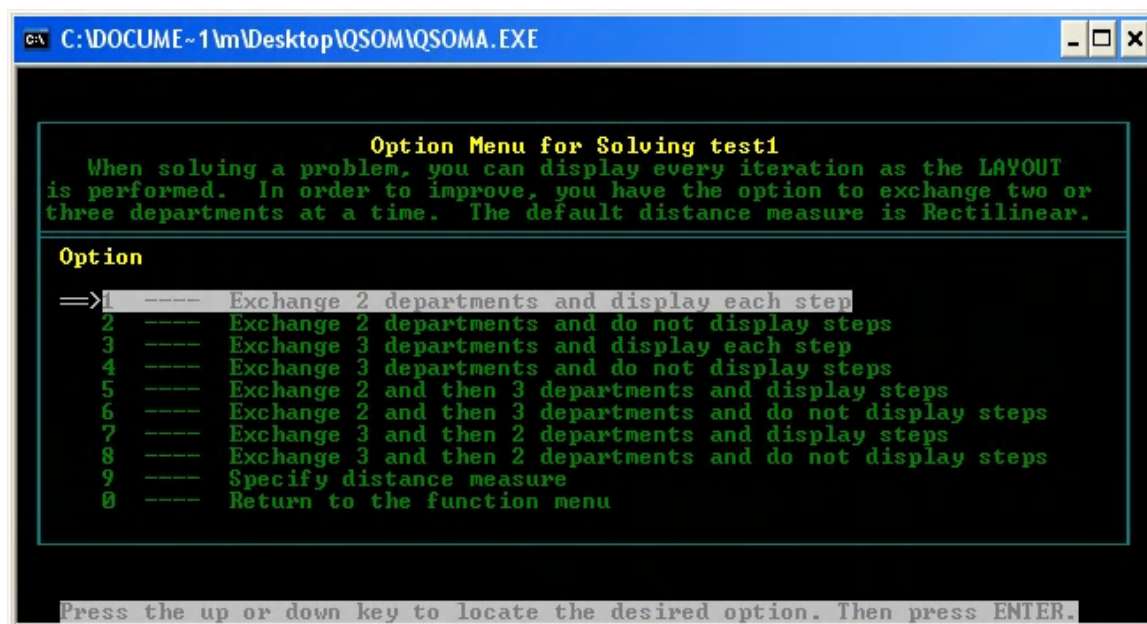 C:\DOCUME~1\m\Desktop\QSOM\QSOMA.EXE
Option Menu for Solving test1
When solving a problem, you can display every iteration as the LAYOUT
is performed.  In order to improve, you have the option to exchange two or
three departments at a time.  The default distance measure is Rectilinear.
Option
==>1  ----  Exchange 2 departments and display each step
2  ----  Exchange 2 departments and do not display steps
3  ----  Exchange 3 departments and display each step
4  ----  Exchange 3 departments and do not display steps
5  ----  Exchange 2 and then 3 departments and display steps
6  ----  Exchange 2 and then 3 departments and do not display steps
7  ----  Exchange 3 and then 2 departments and display steps
8  ----  Exchange 3 and then 2 departments and do not display steps
9  ----  Specify distance measure
0  ----  Return to the function menu
Press the up or down key to locate the desired option. Then press ENTER.